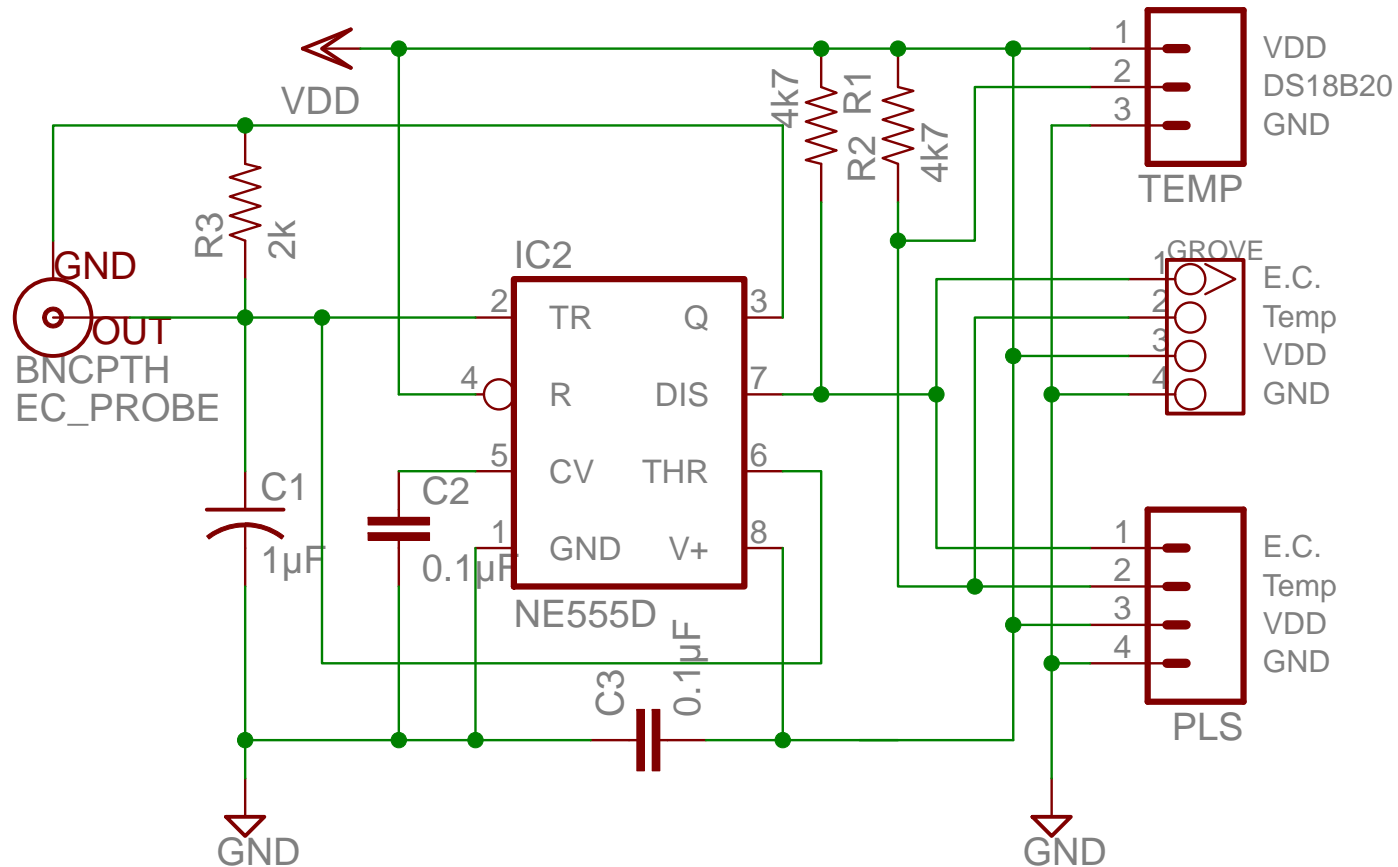 VDD
4k7
R1
R2
4k7
1
VDD
2
DS18B20
3
GND
TEMP
R3
2k
GND
OUT
BNCPTH
EC_PROBE
IC2
2
TR
Q
3
4
R
DIS
7
5
CV
THR
6
1
GND
V+
8
NE555D
GROVE
1
E.C.
2
Temp
3
VDD
4
GND
C1
1µF
C2
0.1µF
C3
0.1µF
1
E.C.
2
Temp
3
VDD
4
GND
PLS
GND
GND